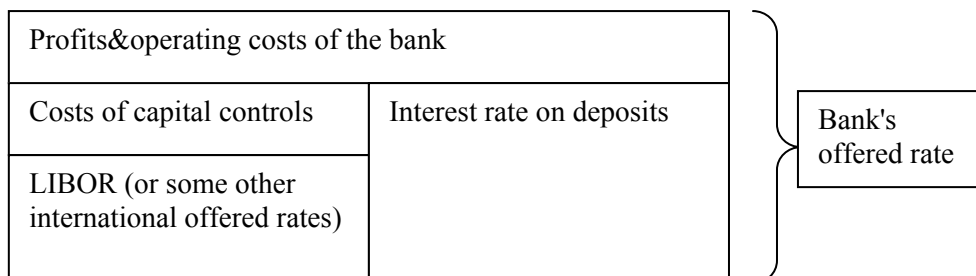 Profits&operating costs of the bank
Costs of capital controls
Interest rate on deposits
LIBOR (or some other
international offered rates)
Bank's
offered rate